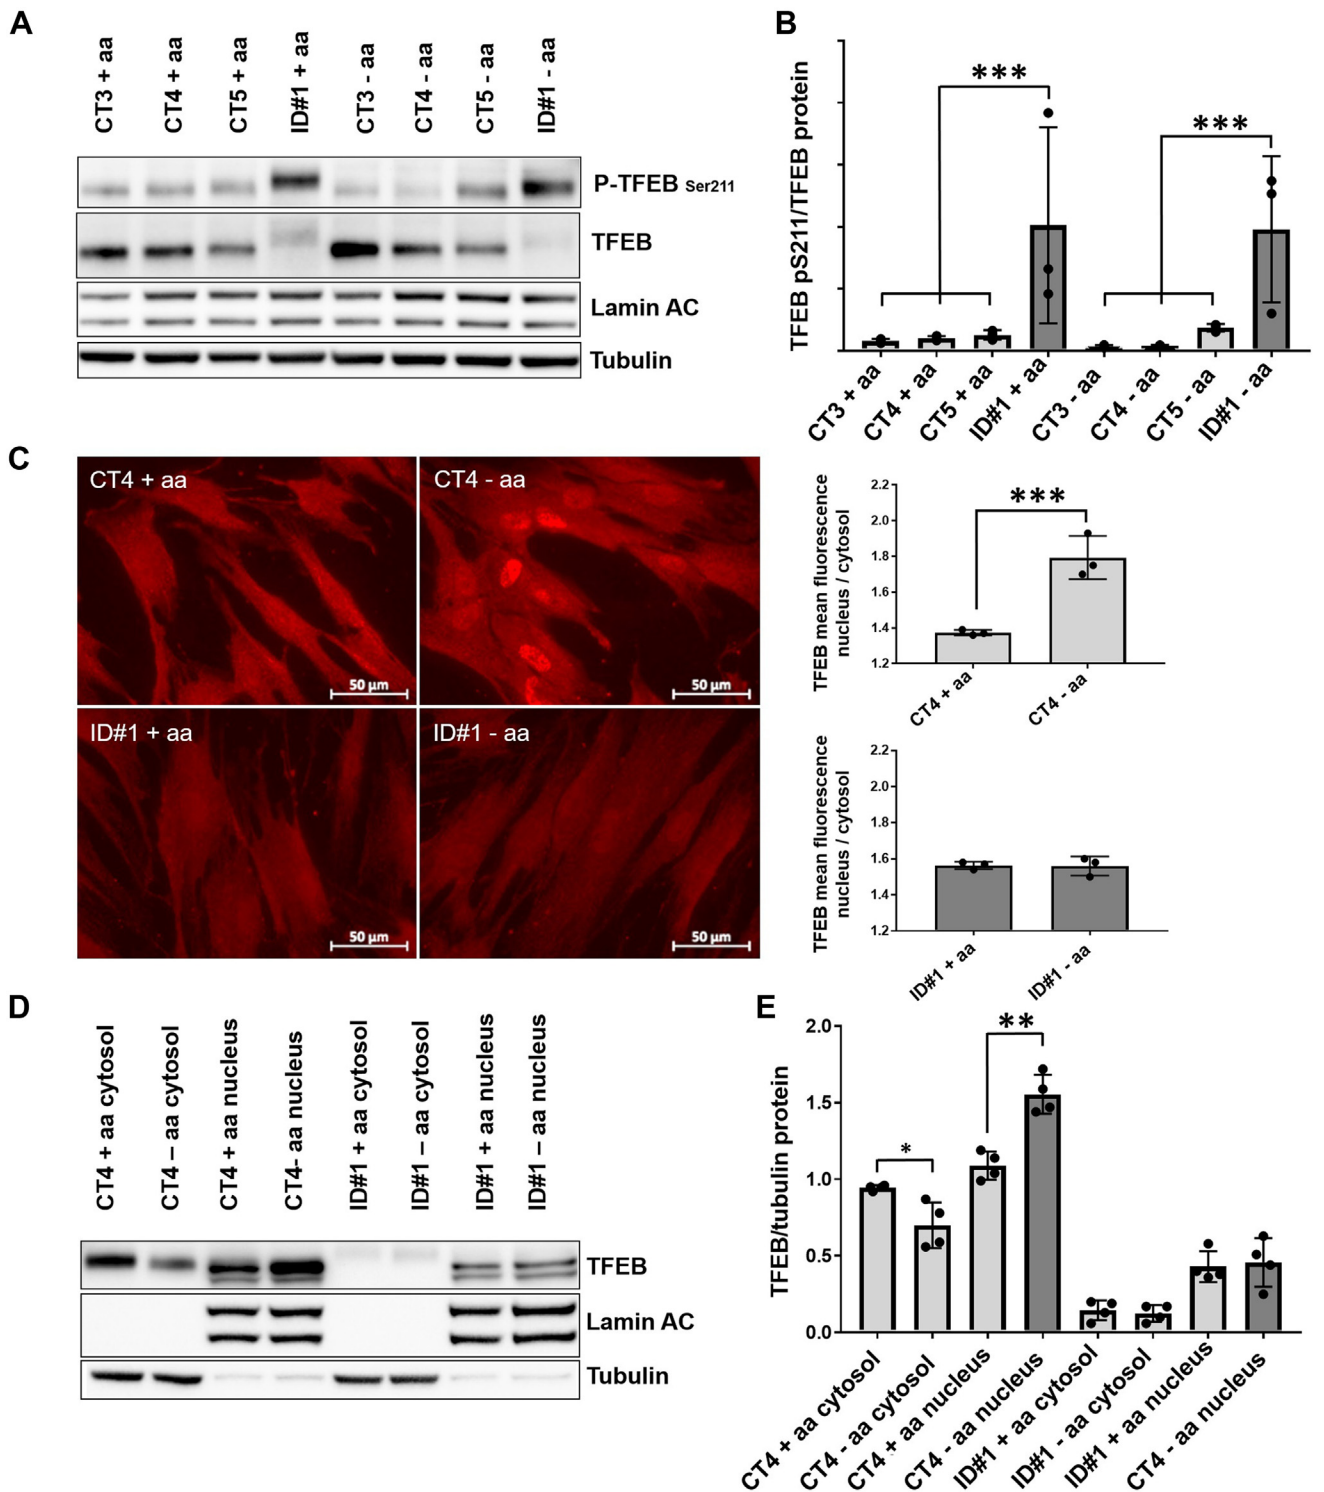 A
CT3 + aa
CT4 + aa
CT5 + aa
ID#1 + aa
CT3 - aa
CT4 - aa
CT5 - aa
ID#1 - aa
P-TFEB Ser211
TFEB
Lamin AC
Tubulin
B
TFEB pS211/TFEB protein
***
***
CT3 + aa
CT4 + aa
CT5 + aa
ID#1 + aa
CT3 - aa
CT4 - aa
CT5 - aa
ID#1 - aa
C
CT4 + aa
50 µm
CT4 - aa
50 µm
ID#1 + aa
50 µm
ID#1 - aa
50 µm
TFEB mean fluorescence
nucleus / cytosol
2.2
2.0
1.8
1.6
1.4
1.2
***
CT4 + aa
CT4 - aa
TFEB mean fluorescence
nucleus / cytosol
2.2
2.0
1.8
1.6
1.4
1.2
ID#1 + aa
ID#1 - aa
D
CT4 + aa cytosol
CT4 – aa cytosol
CT4 + aa nucleus
CT4- aa nucleus
ID#1 + aa cytosol
ID#1 – aa cytosol
ID#1 + aa nucleus
ID#1 – aa nucleus
TFEB
Lamin AC
Tubulin
E
TFEB/tubulin protein
2.0
1.5
1.0
0.5
0.0
*
**
CT4 + aa cytosol
CT4 - aa cytosol
CT4 + aa nucleus
CT4 - aa nucleus
ID#1 + aa cytosol
ID#1 - aa cytosol
ID#1 + aa nucleus
CT4 - aa nucleus